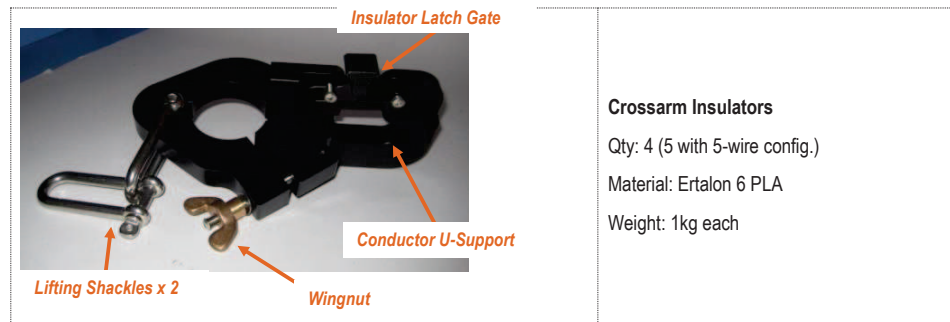 Insulator Latch Gate
Conductor U-Support
Lifting Shackles x 2
Wingnut
Crossarm Insulators
Qty: 4 (5 with 5-wire config.)
Material: Ertalon 6 PLA
Weight: 1kg each